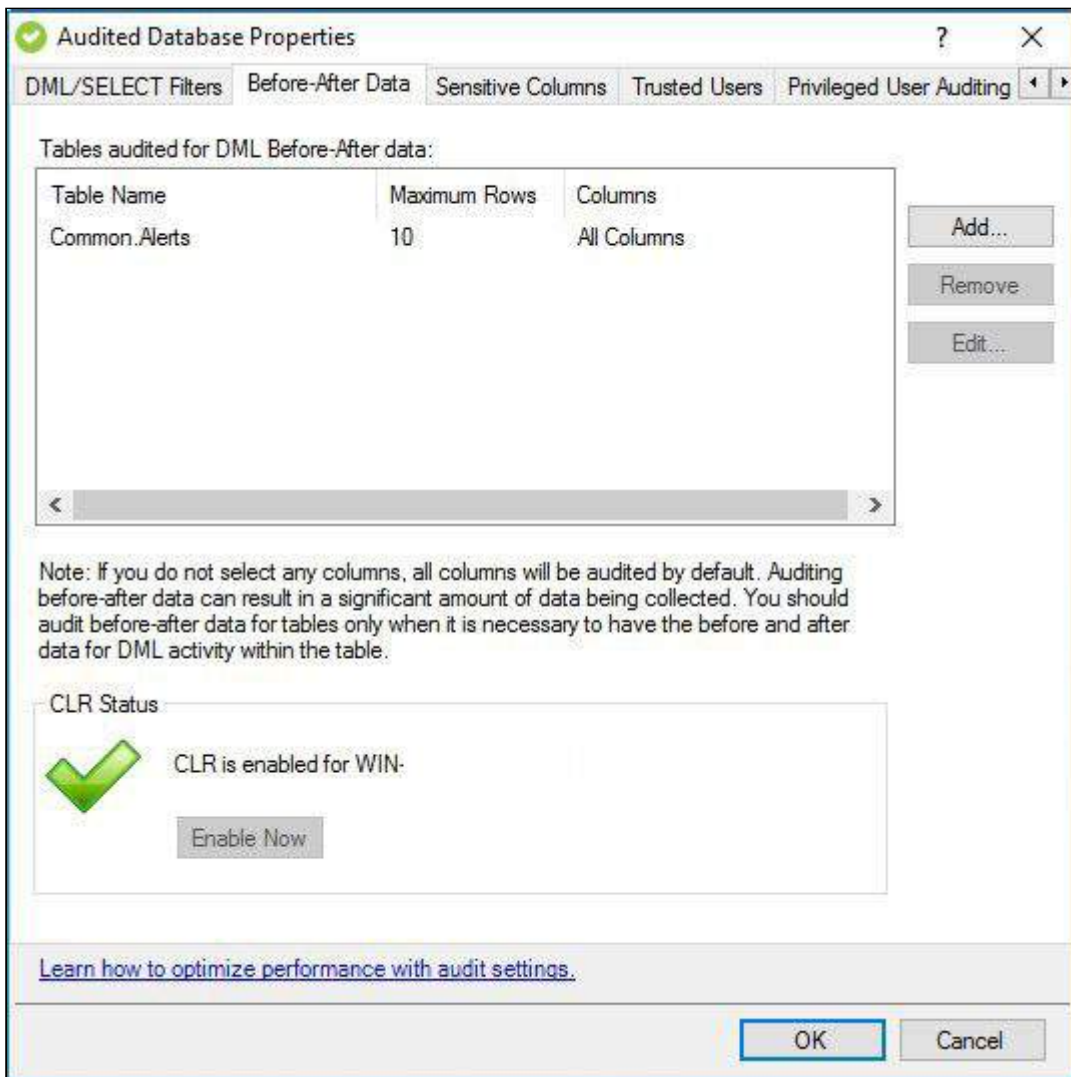 Audited Database Properties
? ×
DML/SELECT Filters Before-After Data Sensitive Columns Trusted Users Privileged User Auditing
Tables audited for DML Before-After data:
Table Name Maximum Rows Columns
Common.Alerts 10 All Columns
Add...
Remove
Edit...
Note: If you do not select any columns, all columns will be audited by default. Auditing
before-after data can result in a significant amount of data being collected. You should
audit before-after data for tables only when it is necessary to have the before and after
data for DML activity within the table.
CLR Status
CLR is enabled for WIN-
Enable Now
Learn how to optimize performance with audit settings.
OK Cancel